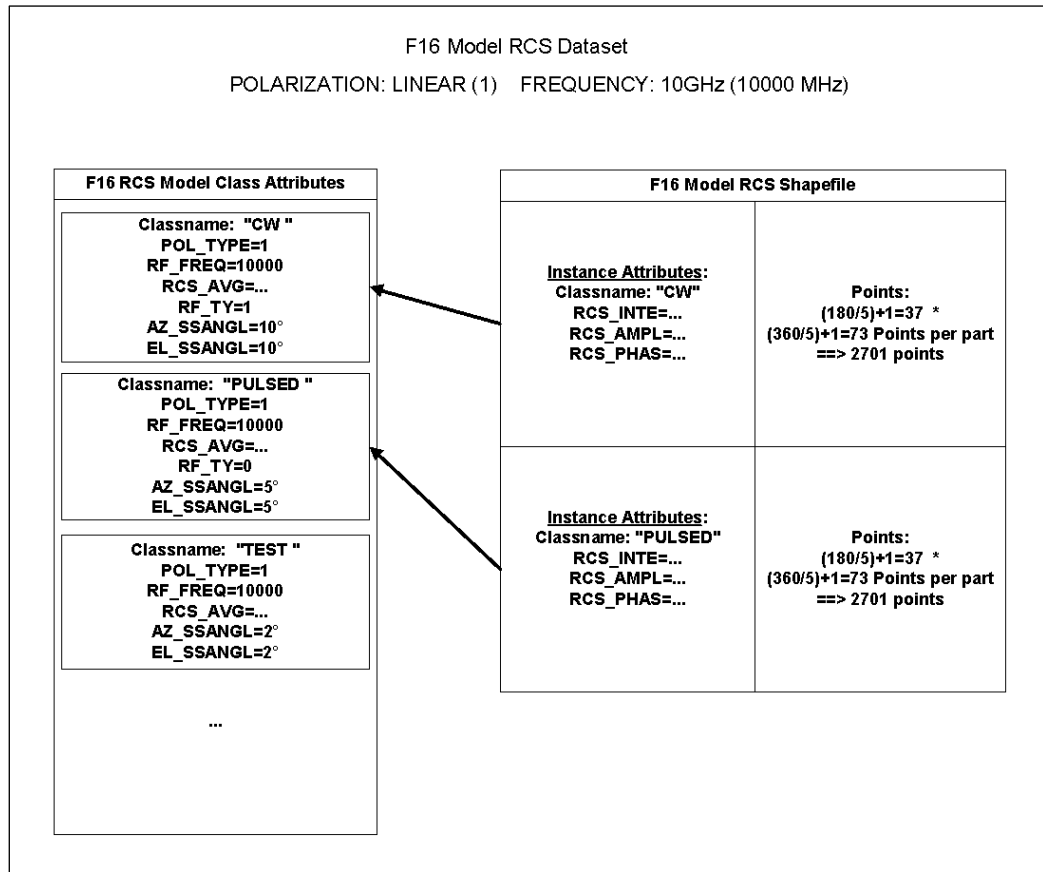 F16 Model RCS Dataset
POLARIZATION: LINEAR (1) FREQUENCY: 10GHz (10000 MHz)
F16 RCS Model Class Attributes
Classname: "CW "
POL_TYPE=1
RF_FREQ=10000
RCS_AVG=...
RF_TY=1
AZ_SSANGL=10°
EL_SSANGL=10°
Classname: "PULSED "
POL_TYPE=1
RF_FREQ=10000
RCS_AVG=...
RF_TY=0
AZ_SSANGL=5°
EL_SSANGL=5°
Classname: "TEST "
POL_TYPE=1
RF_FREQ=10000
RCS_AVG=...
AZ_SSANGL=2°
EL_SSANGL=2°
...
F16 Model RCS Shapefile
Instance Attributes:
Classname: "CW"
RCS_INTE=...
RCS_AMPL=...
RCS_PHAS=...
Points:
(180/5)+1=37 *
(360/5)+1=73 Points per part
==> 2701 points
Instance Attributes:
Classname: "PULSED"
RCS_INTE=...
RCS_AMPL=...
RCS_PHAS=...
Points:
(180/5)+1=37 *
(360/5)+1=73 Points per part
==> 2701 points